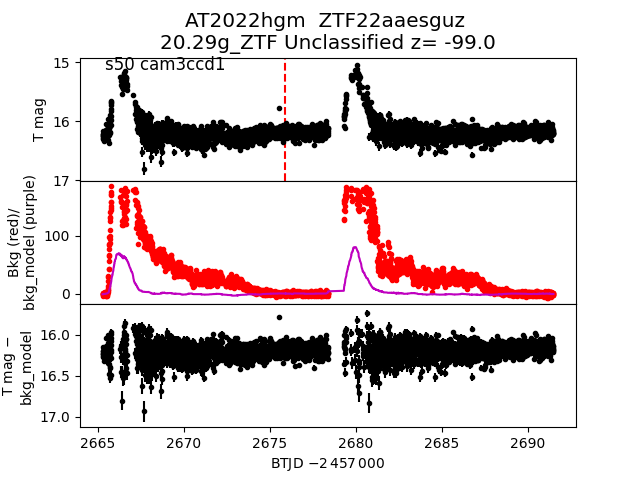 AT2022hgm  ZTF22aaesguz
20.29g_ZTF Unclassified z= -99.0
s50 cam3ccd1
T mag
15
16
17
Bkg (red)/
bkg_model (purple)
100
0
T mag −
bkg_model
16.0
16.5
17.0
2665
2670
2675
2680
2685
2690
BTJD −2 457 000